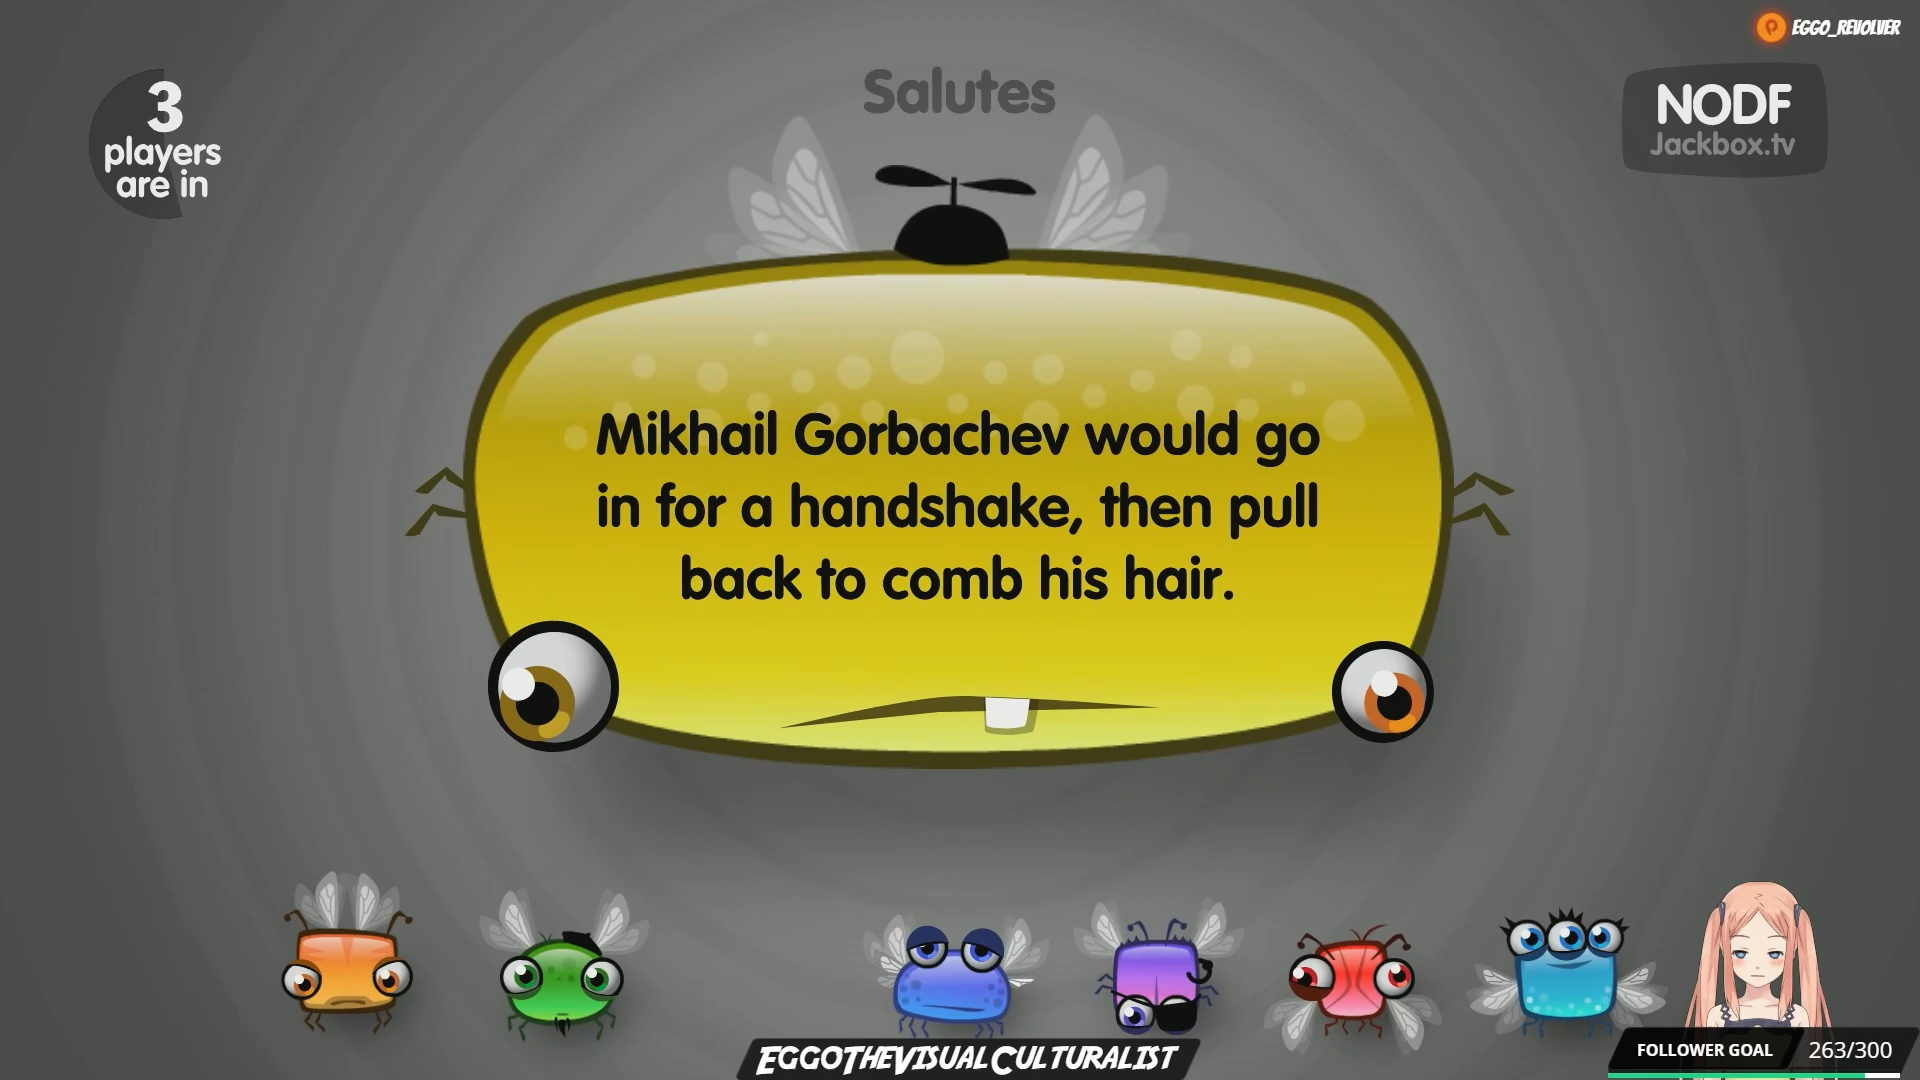 EGGO_REVOLVER
3
players
are in
Salutes
NODF
Jackbox.tv
Mikhail Gorbachev would go
in for a handshake, then pull
back to comb his hair.
EGGOTHEVISUALCULTURALIST
FOLLOWER GOAL 263/300